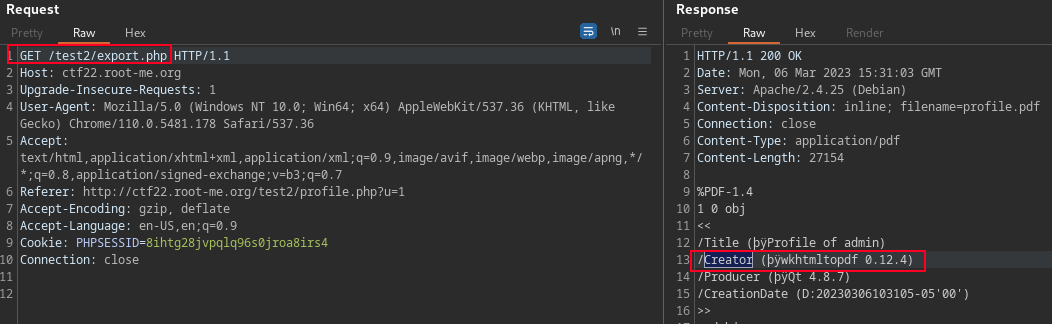 Request
Pretty Raw Hex
\n
1 GET /test2/export.php HTTP/1.1
2 Host: ctf22.root-me.org
3 Upgrade-Insecure-Requests: 1
4 User-Agent: Mozilla/5.0 (Windows NT 10.0; Win64; x64) AppleWebKit/537.36 (KHTML, like
Gecko) Chrome/110.0.5481.178 Safari/537.36
5 Accept:
text/html,application/xhtml+xml,application/xml;q=0.9,image/avif,image/webp,image/apng,*/
*;q=0.8,application/signed-exchange;v=b3;q=0.7
6 Referer: http://ctf22.root-me.org/test2/profile.php?u=1
7 Accept-Encoding: gzip, deflate
8 Accept-Language: en-US,en;q=0.9
9 Cookie: PHPSESSID=8ihtg28jvpqlq96s0jroa8irs4
10 Connection: close
11
12
Response
Pretty Raw Hex Render
1 HTTP/1.1 200 OK
2 Date: Mon, 06 Mar 2023 15:31:03 GMT
3 Server: Apache/2.4.25 (Debian)
4 Content-Disposition: inline; filename=profile.pdf
5 Connection: close
6 Content-Type: application/pdf
7 Content-Length: 27154
8
9 %PDF-1.4
10 1 0 obj
11 <<
12 /Title (þÿProfile of admin)
13 /Creator (þÿwkhtmltopdf 0.12.4)
14 /Producer (þÿQt 4.8.7)
15 /CreationDate (D:20230306103105-05'00')
16 >>